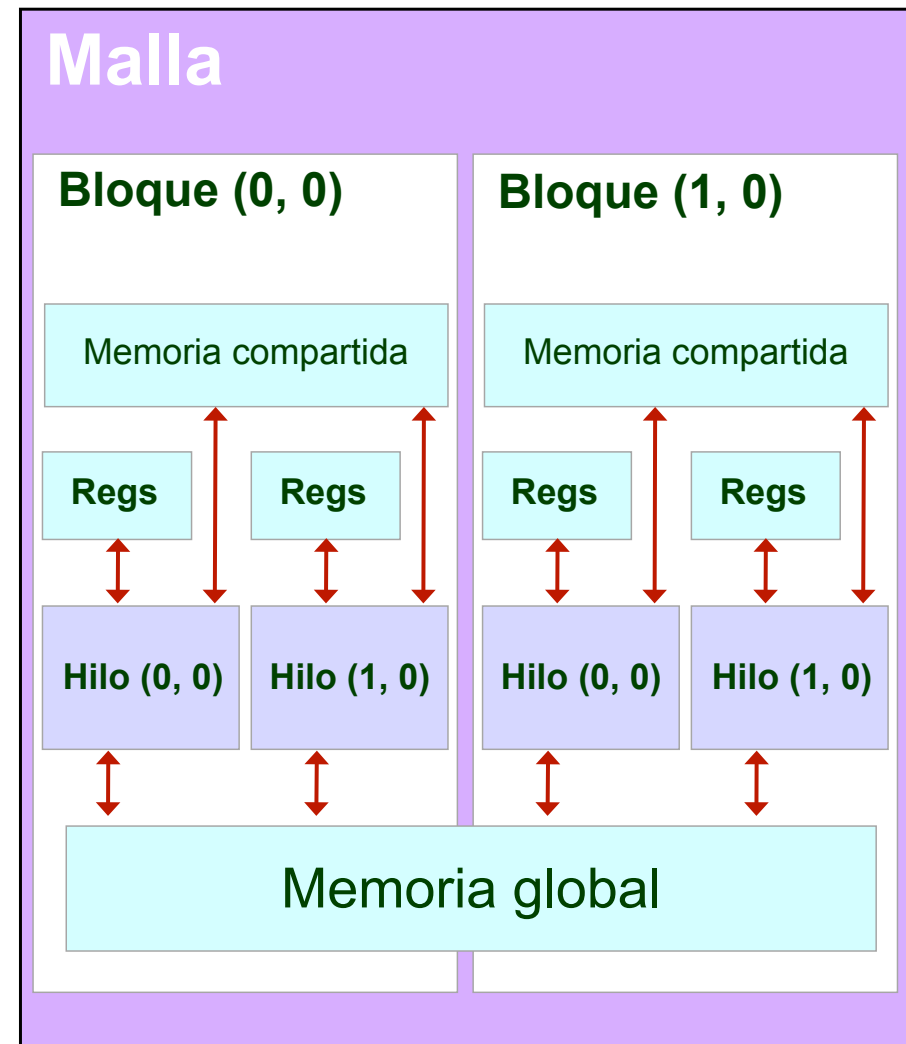 Malla
Bloque (0, 0)
Bloque (1, 0)
Memoria compartida
Memoria compartida
Regs
Regs
Regs
Regs
Hilo (0, 0)
Hilo (1, 0)
Hilo (0, 0)
Hilo (1, 0)
Memoria global